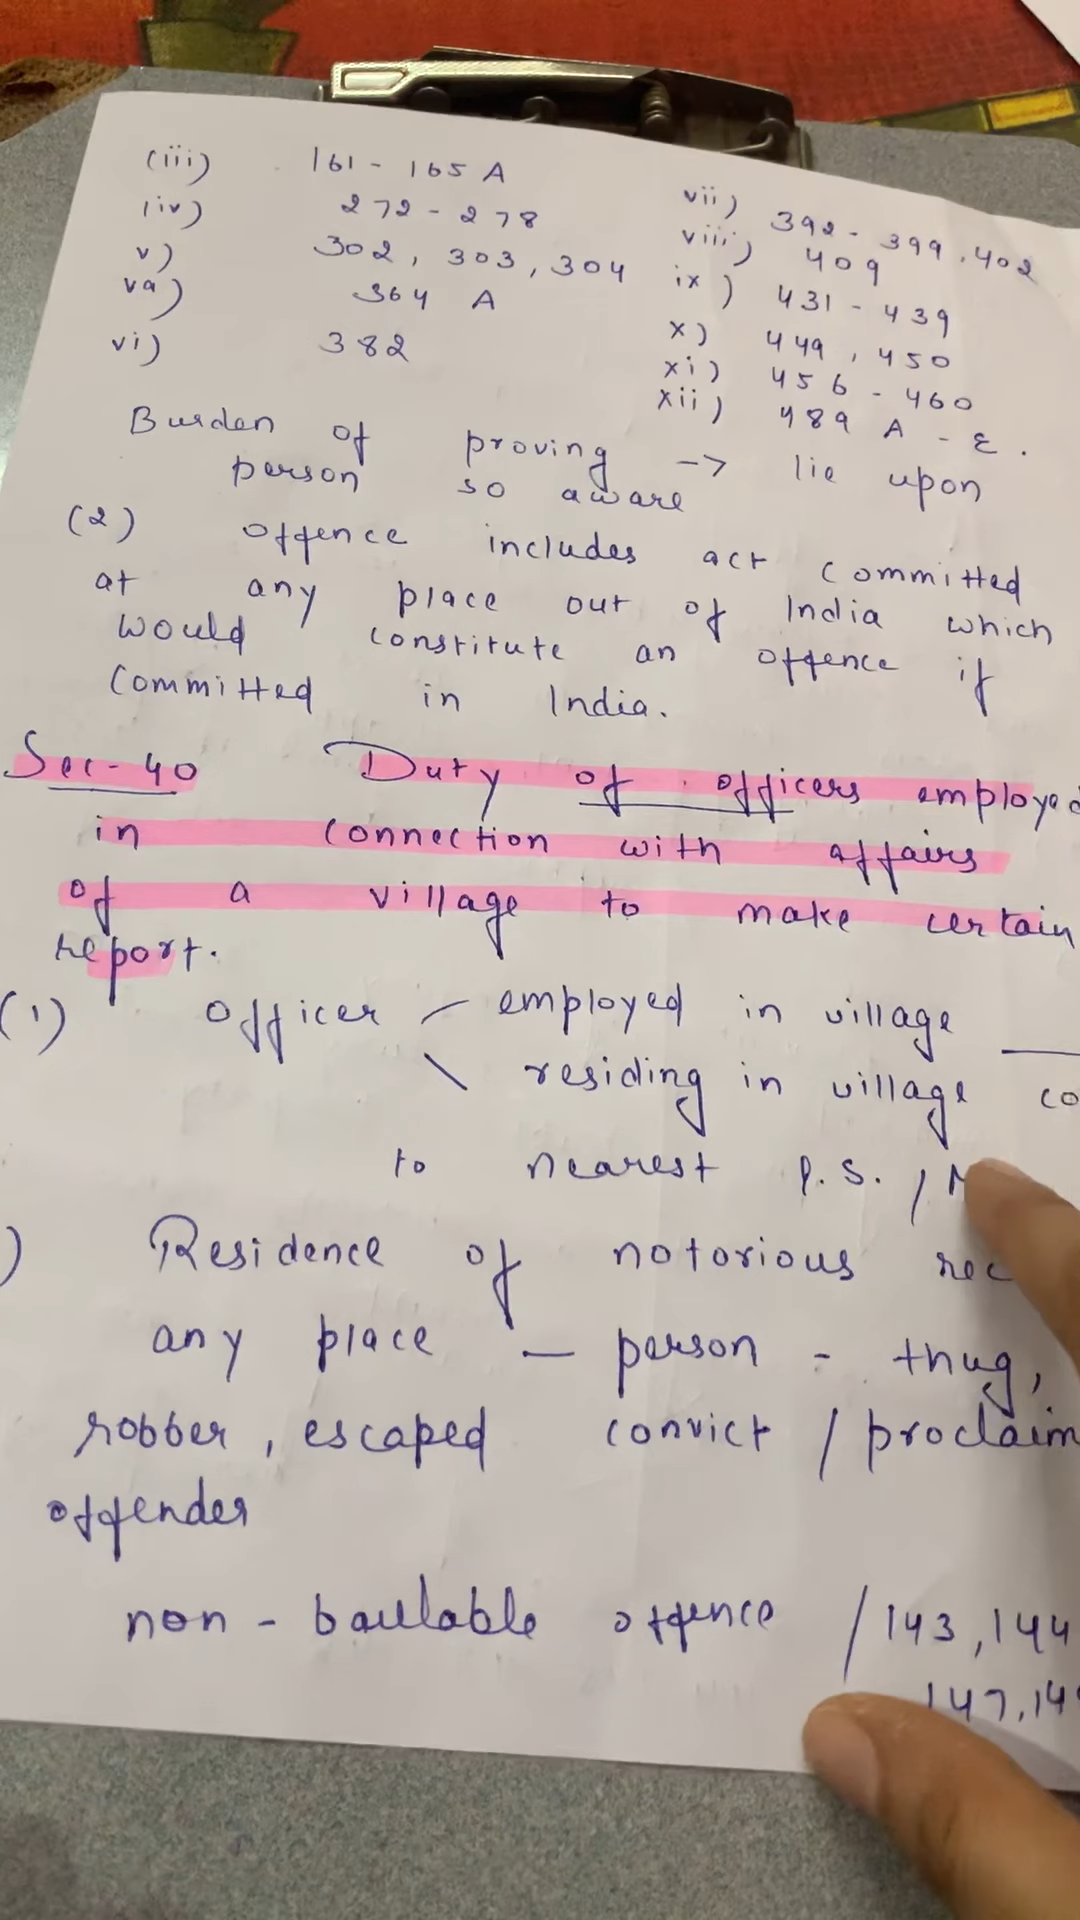 (iii) 161 - 165 A
(iv) 272 - 278
v) 302, 303, 304
va) 364 A
vi) 382
vii) 392 - 399, 402
viii) 409
ix) 431 - 439
x) 449, 450
xi) 456 - 460
xii) 489 A - E.
Burden of proving -> lie upon
person so aware
(2) offence includes act committed
at any place out of India which
would constitute an offence if
committed in India.
Sec-40 Duty of officers employed
in connection with affairs
of a village to make certain
report.
(1) Officer employed in village
residing in village
to nearest P.S. /
Residence of notorious
any place - person - thug,
robber, escaped convict / proclaim
offender
non - bailable offence / 143, 144
147,